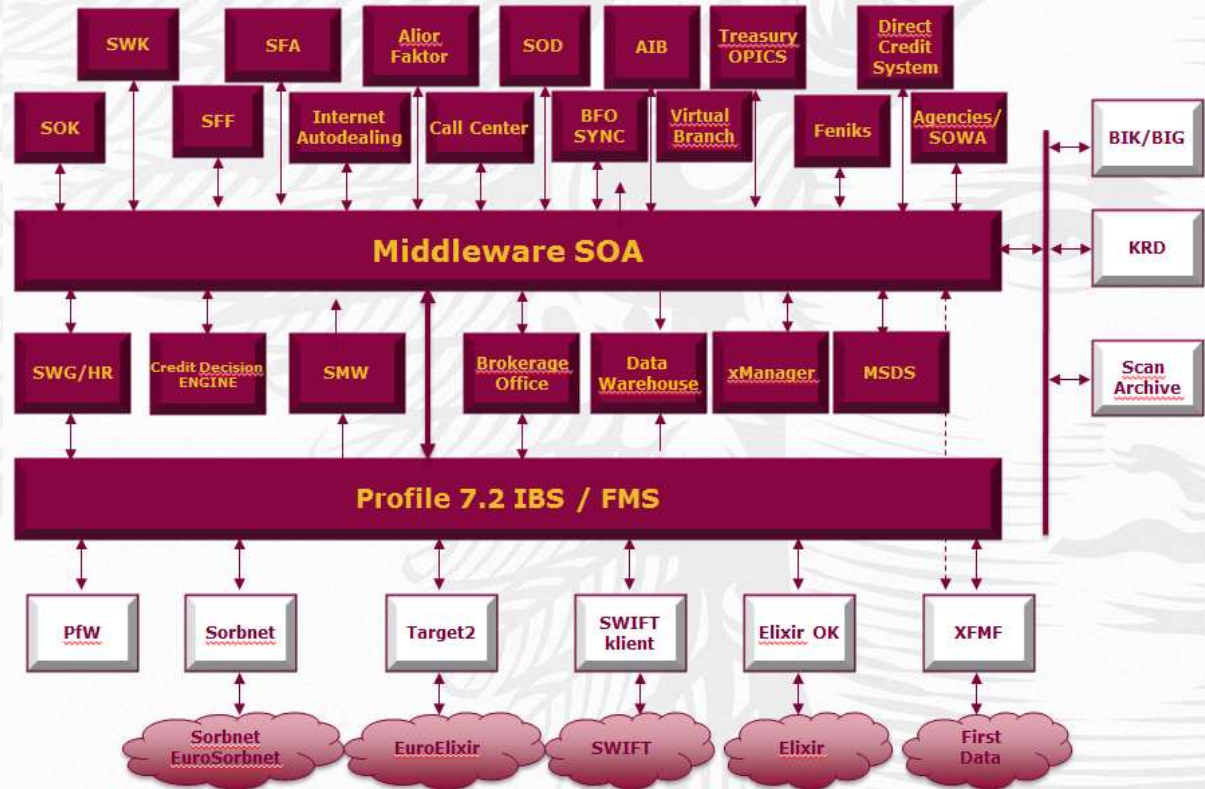 SWK
SFA
Alior
Faktor
SOD
AIB
Treasury
OPICS
Direct
Credit
System
SOK
SFF
Internet
Autodealing
Call Center
BFO
SYNC
Virtual
Branch
Feniks
Agencies/
SOWA
BIK/BIG
Middleware SOA
KRD
SWG/HR
Credit Decision
ENGINE
SMW
Brokerage
Office
Data
Warehouse
xManager
MSDS
Scan
Archive
Profile 7.2 IBS / FMS
PfW
Sorbnet
Target2
SWIFT
klient
Elixir OK
XFMF
Sorbnet
EuroSorbnet
EuroElixir
SWIFT
Elixir
First
Data